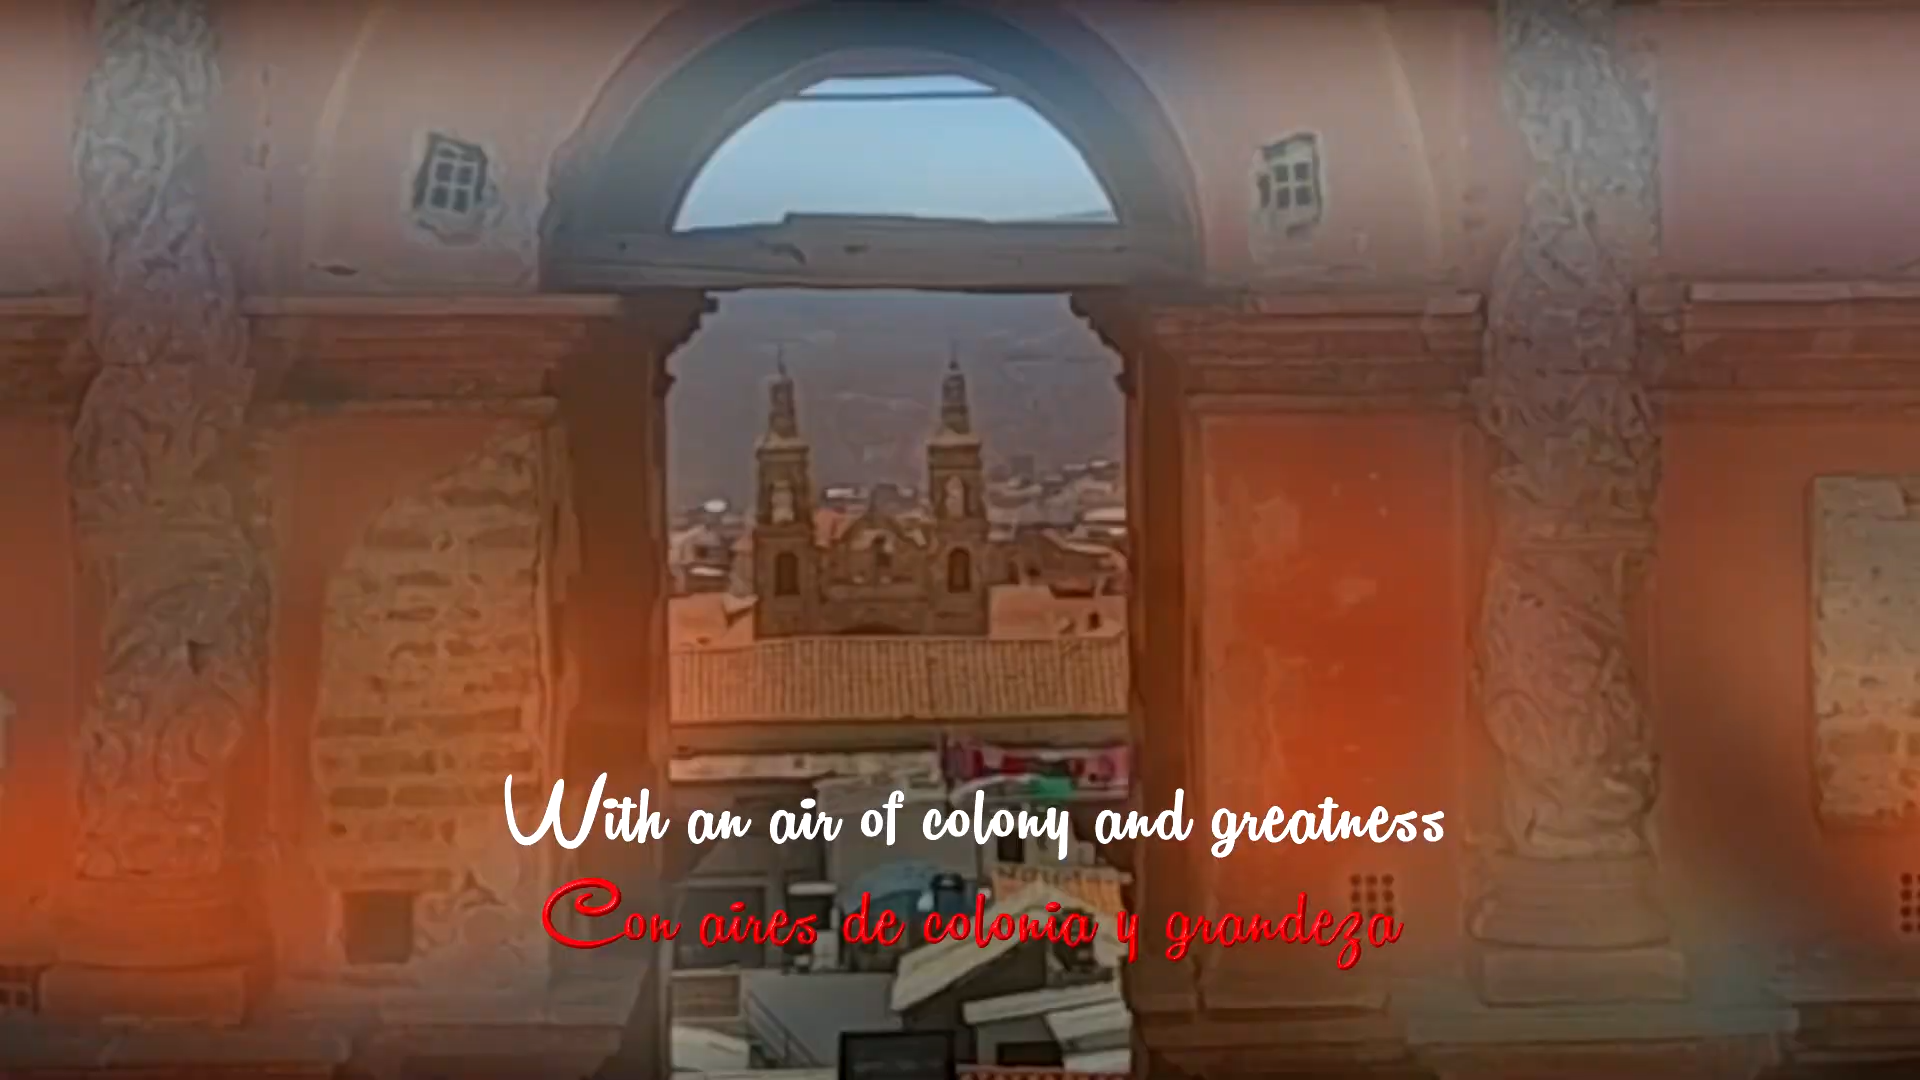 With an air of colony and greatness
Con aires de colonia y grandeza